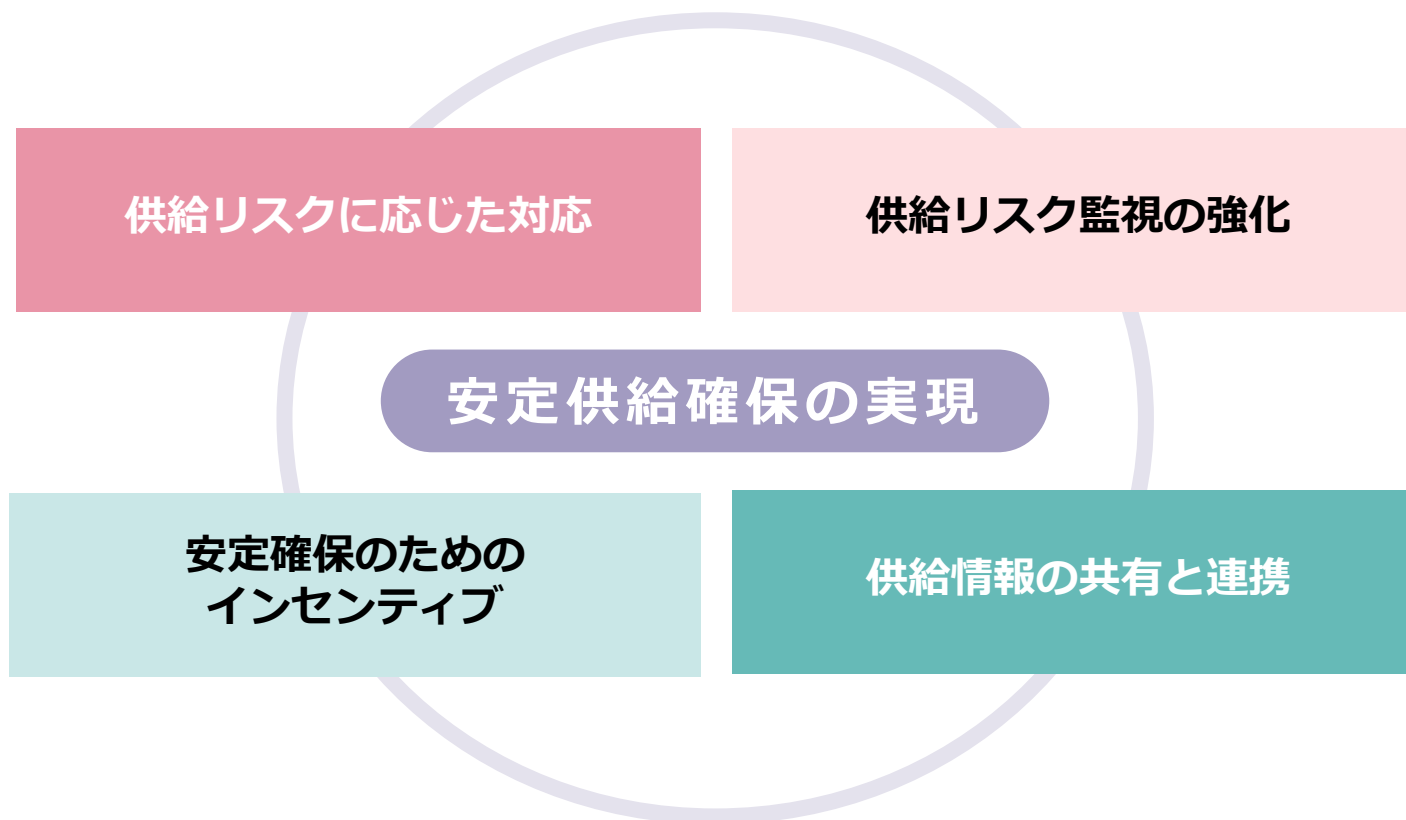 供給リスクに応じた対応
供給リスク監視の強化
安定供給確保の実現
安定確保のための
インセンティブ
供給情報の共有と連携